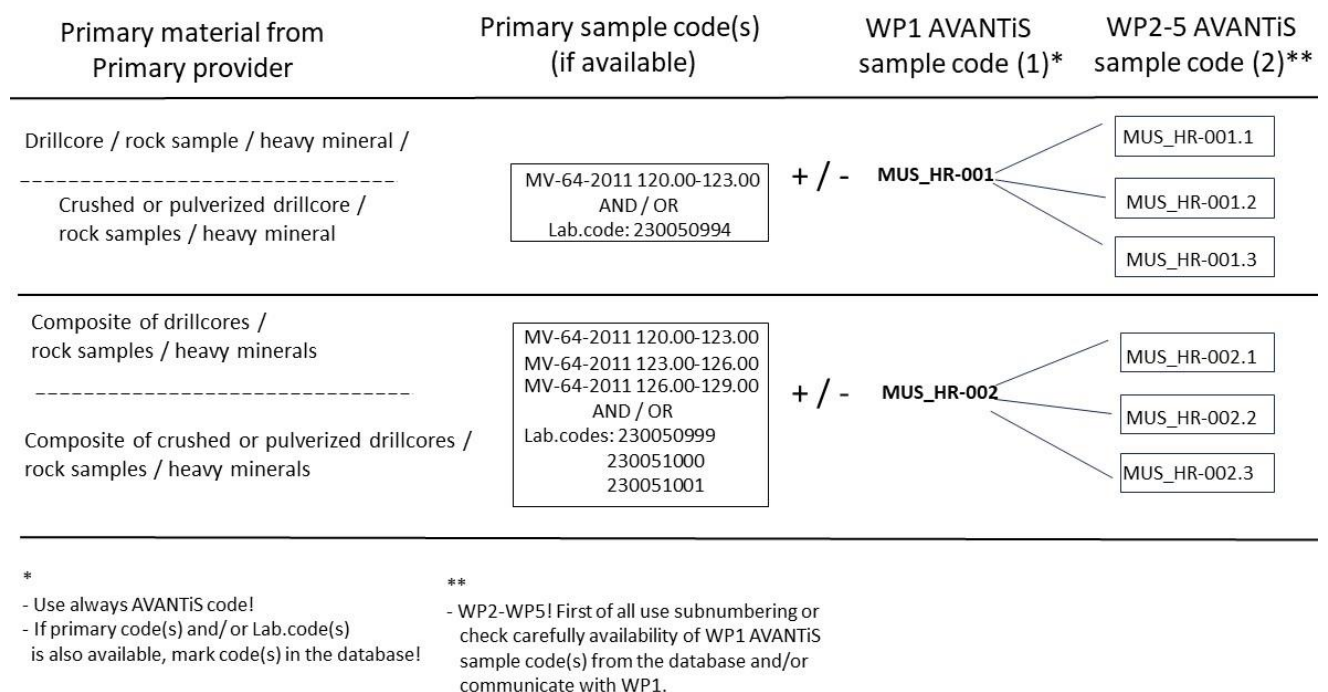 Primary material from
Primary provider
Primary sample code(s)
(if available)
WP1 AVANTiS
sample code (1)*
WP2-5 AVANTiS
sample code (2)**
Drillcore / rock sample / heavy mineral /
Crushed or pulverized drillcore /
rock samples / heavy mineral
MV-64-2011 120.00-123.00
AND / OR
Lab.code: 230050994
+ / -
MUS_HR-001
MUS_HR-001.1
MUS_HR-001.2
MUS_HR-001.3
Composite of drillcores /
rock samples / heavy minerals
Composite of crushed or pulverized drillcores /
rock samples / heavy minerals
MV-64-2011 120.00-123.00
MV-64-2011 123.00-126.00
MV-64-2011 126.00-129.00
AND / OR
Lab.codes: 230050999
230051000
230051001
+ / -
MUS_HR-002
MUS_HR-002.1
MUS_HR-002.2
MUS_HR-002.3
*
- Use always AVANTiS code!
- If primary code(s) and/ or Lab.code(s)
is also available, mark code(s) in the database!
**
- WP2-WP5! First of all use subnumbering or
check carefully availability of WP1 AVANTiS
sample code(s) from the database and/or
communicate with WP1.